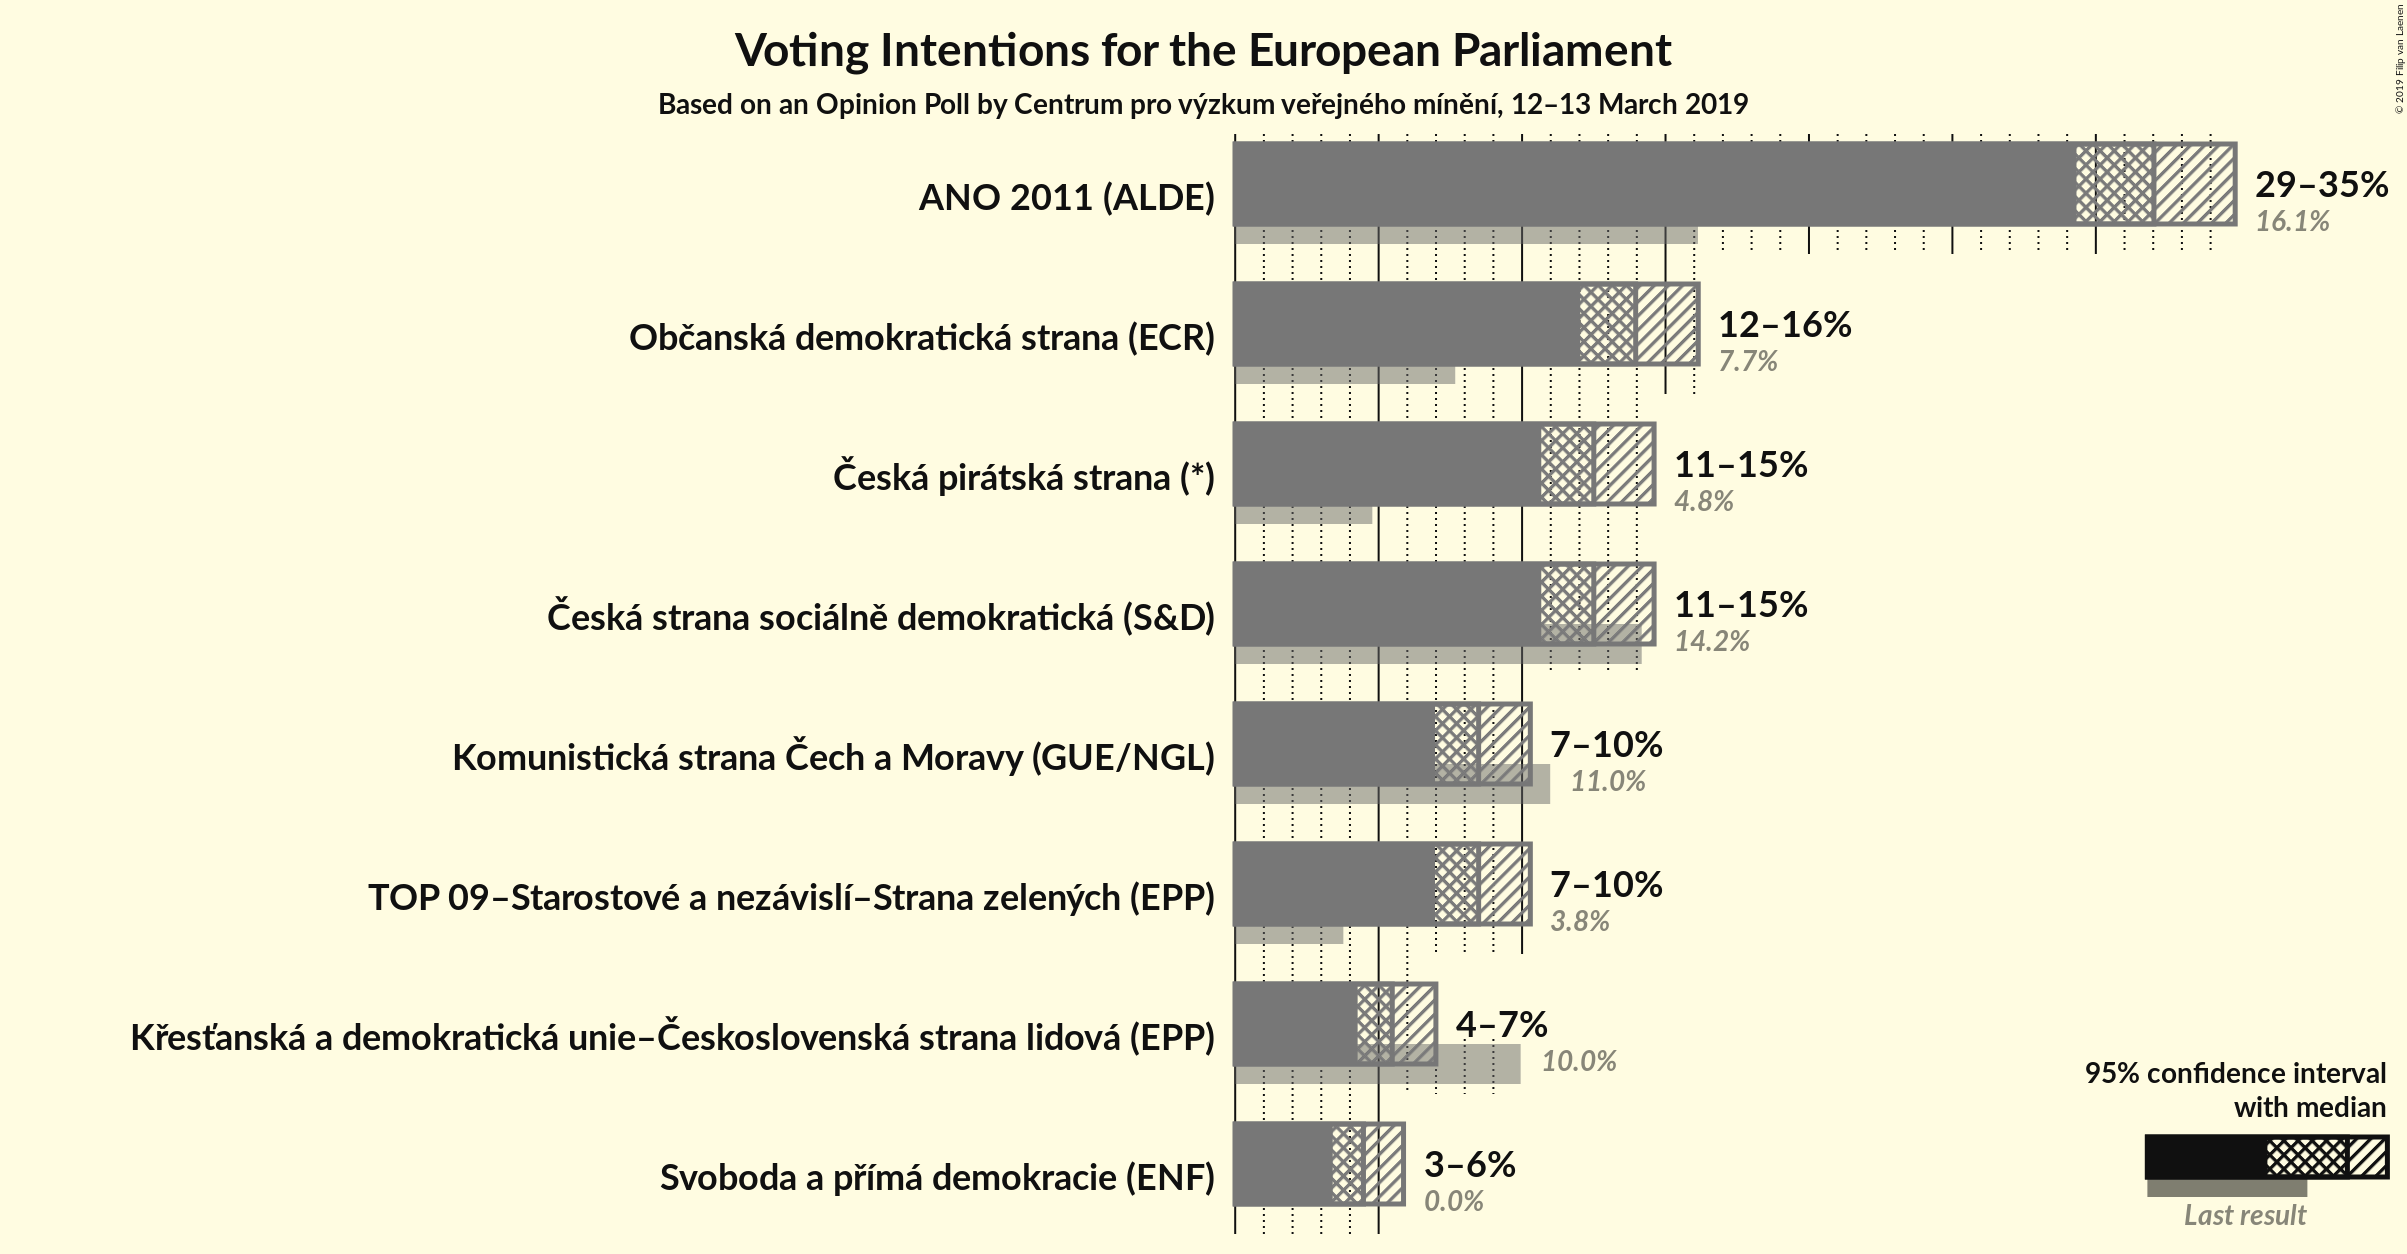 © 2019 Filip van Laenen
Voting Intentions for the European Parliament
Based on an Opinion Poll by Centrum pro výzkum veřejného mínění, 12–13 March 2019
ANO 2011 (ALDE)
29–35%
16.1%
Občanská demokratická strana (ECR)
12–16%
7.7%
Česká pirátská strana (*)
11–15%
4.8%
Česká strana sociálně demokratická (S&D)
11–15%
14.2%
Komunistická strana Čech a Moravy (GUE/NGL)
7–10%
11.0%
TOP 09–Starostové a nezávislí–Strana zelených (EPP)
7–10%
3.8%
Křesťanská a demokratická unie–Československá strana lidová (EPP)
4–7%
10.0%
Svoboda a přímá demokracie (ENF)
3–6%
0.0%
95% confidence interval
with median
Last result